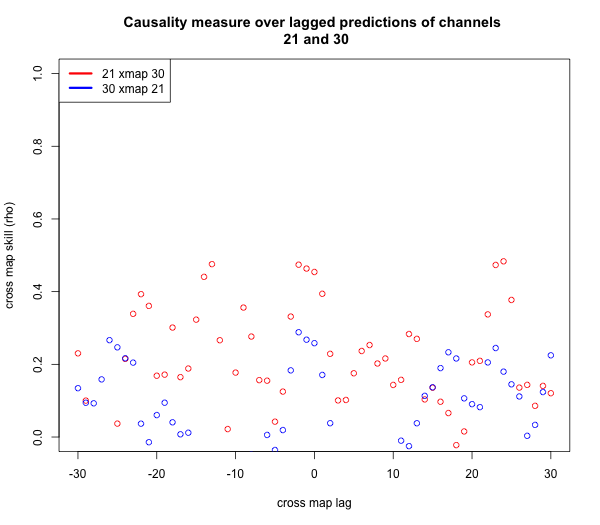 Causality measure over lagged predictions of channels
21 and 30
21 xmap 30
30 xmap 21
cross map skill (rho)
1.0
0.8
0.6
0.4
0.2
0.0
-30 -20 -10 0 10 20 30
cross map lag